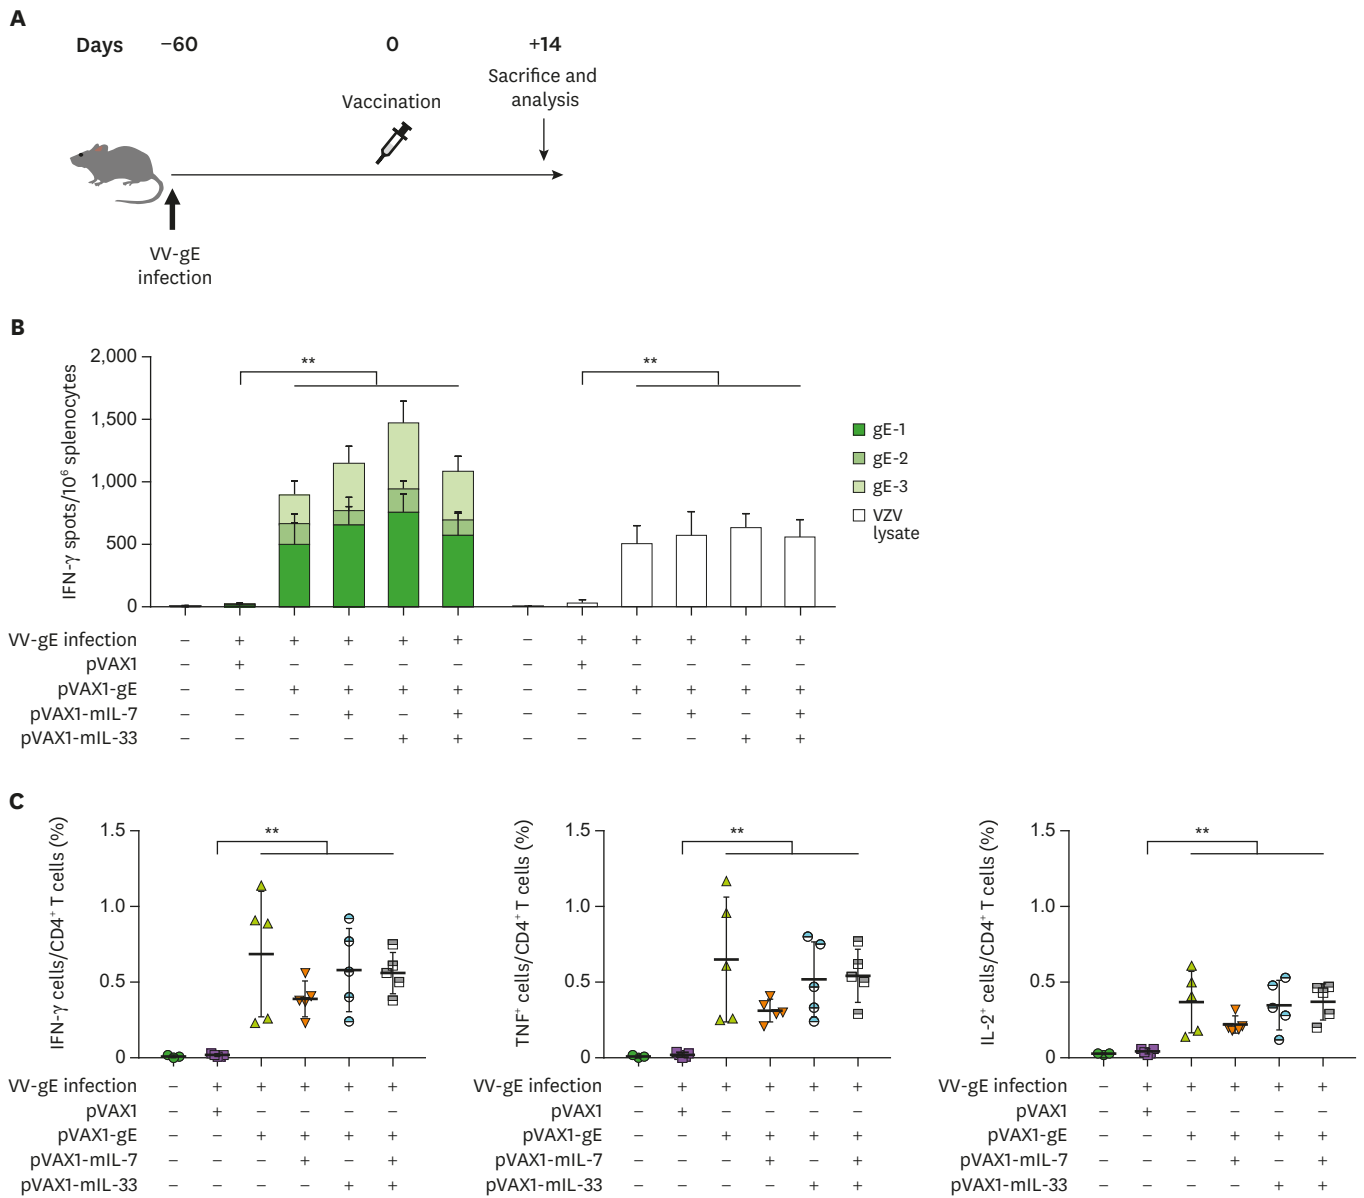 A
Days −60 0 +14
Sacrifice and
analysis
Vaccination
VV-gE
infection
B
IFN-γ spots/10⁶ splenocytes
2,000
1,500
1,000
500
0
** **
gE-1
gE-2
gE-3
VZV
lysate
VV-gE infection − + + + + + − + + + + +
pVAX1 − + − − − − − + − − − −
pVAX1-gE − − + + + + − − + + + +
pVAX1-mIL-7 − − − + − + − − − + − +
pVAX1-mIL-33 − − − − + + − − − − + +
C
IFN-γ⁺ cells/CD4⁺ T cells (%)
1.5
1.0
0.5
0
**
VV-gE infection − + + + + +
pVAX1 − + − − − −
pVAX1-gE − − + + + +
pVAX1-mIL-7 − − − + − +
pVAX1-mIL-33 − − − − + +
TNF⁺ cells/CD4⁺ T cells (%)
1.5
1.0
0.5
0
**
VV-gE infection − + + + + +
pVAX1 − + − − − −
pVAX1-gE − − + + + +
pVAX1-mIL-7 − − − + − +
pVAX1-mIL-33 − − − − + +
IL-2⁺ cells/CD4⁺ T cells (%)
1.5
1.0
0.5
0
**
VV-gE infection − + + + + +
pVAX1 − + − − − −
pVAX1-gE − − + + + +
pVAX1-mIL-7 − − − + − +
pVAX1-mIL-33 − − − − + +